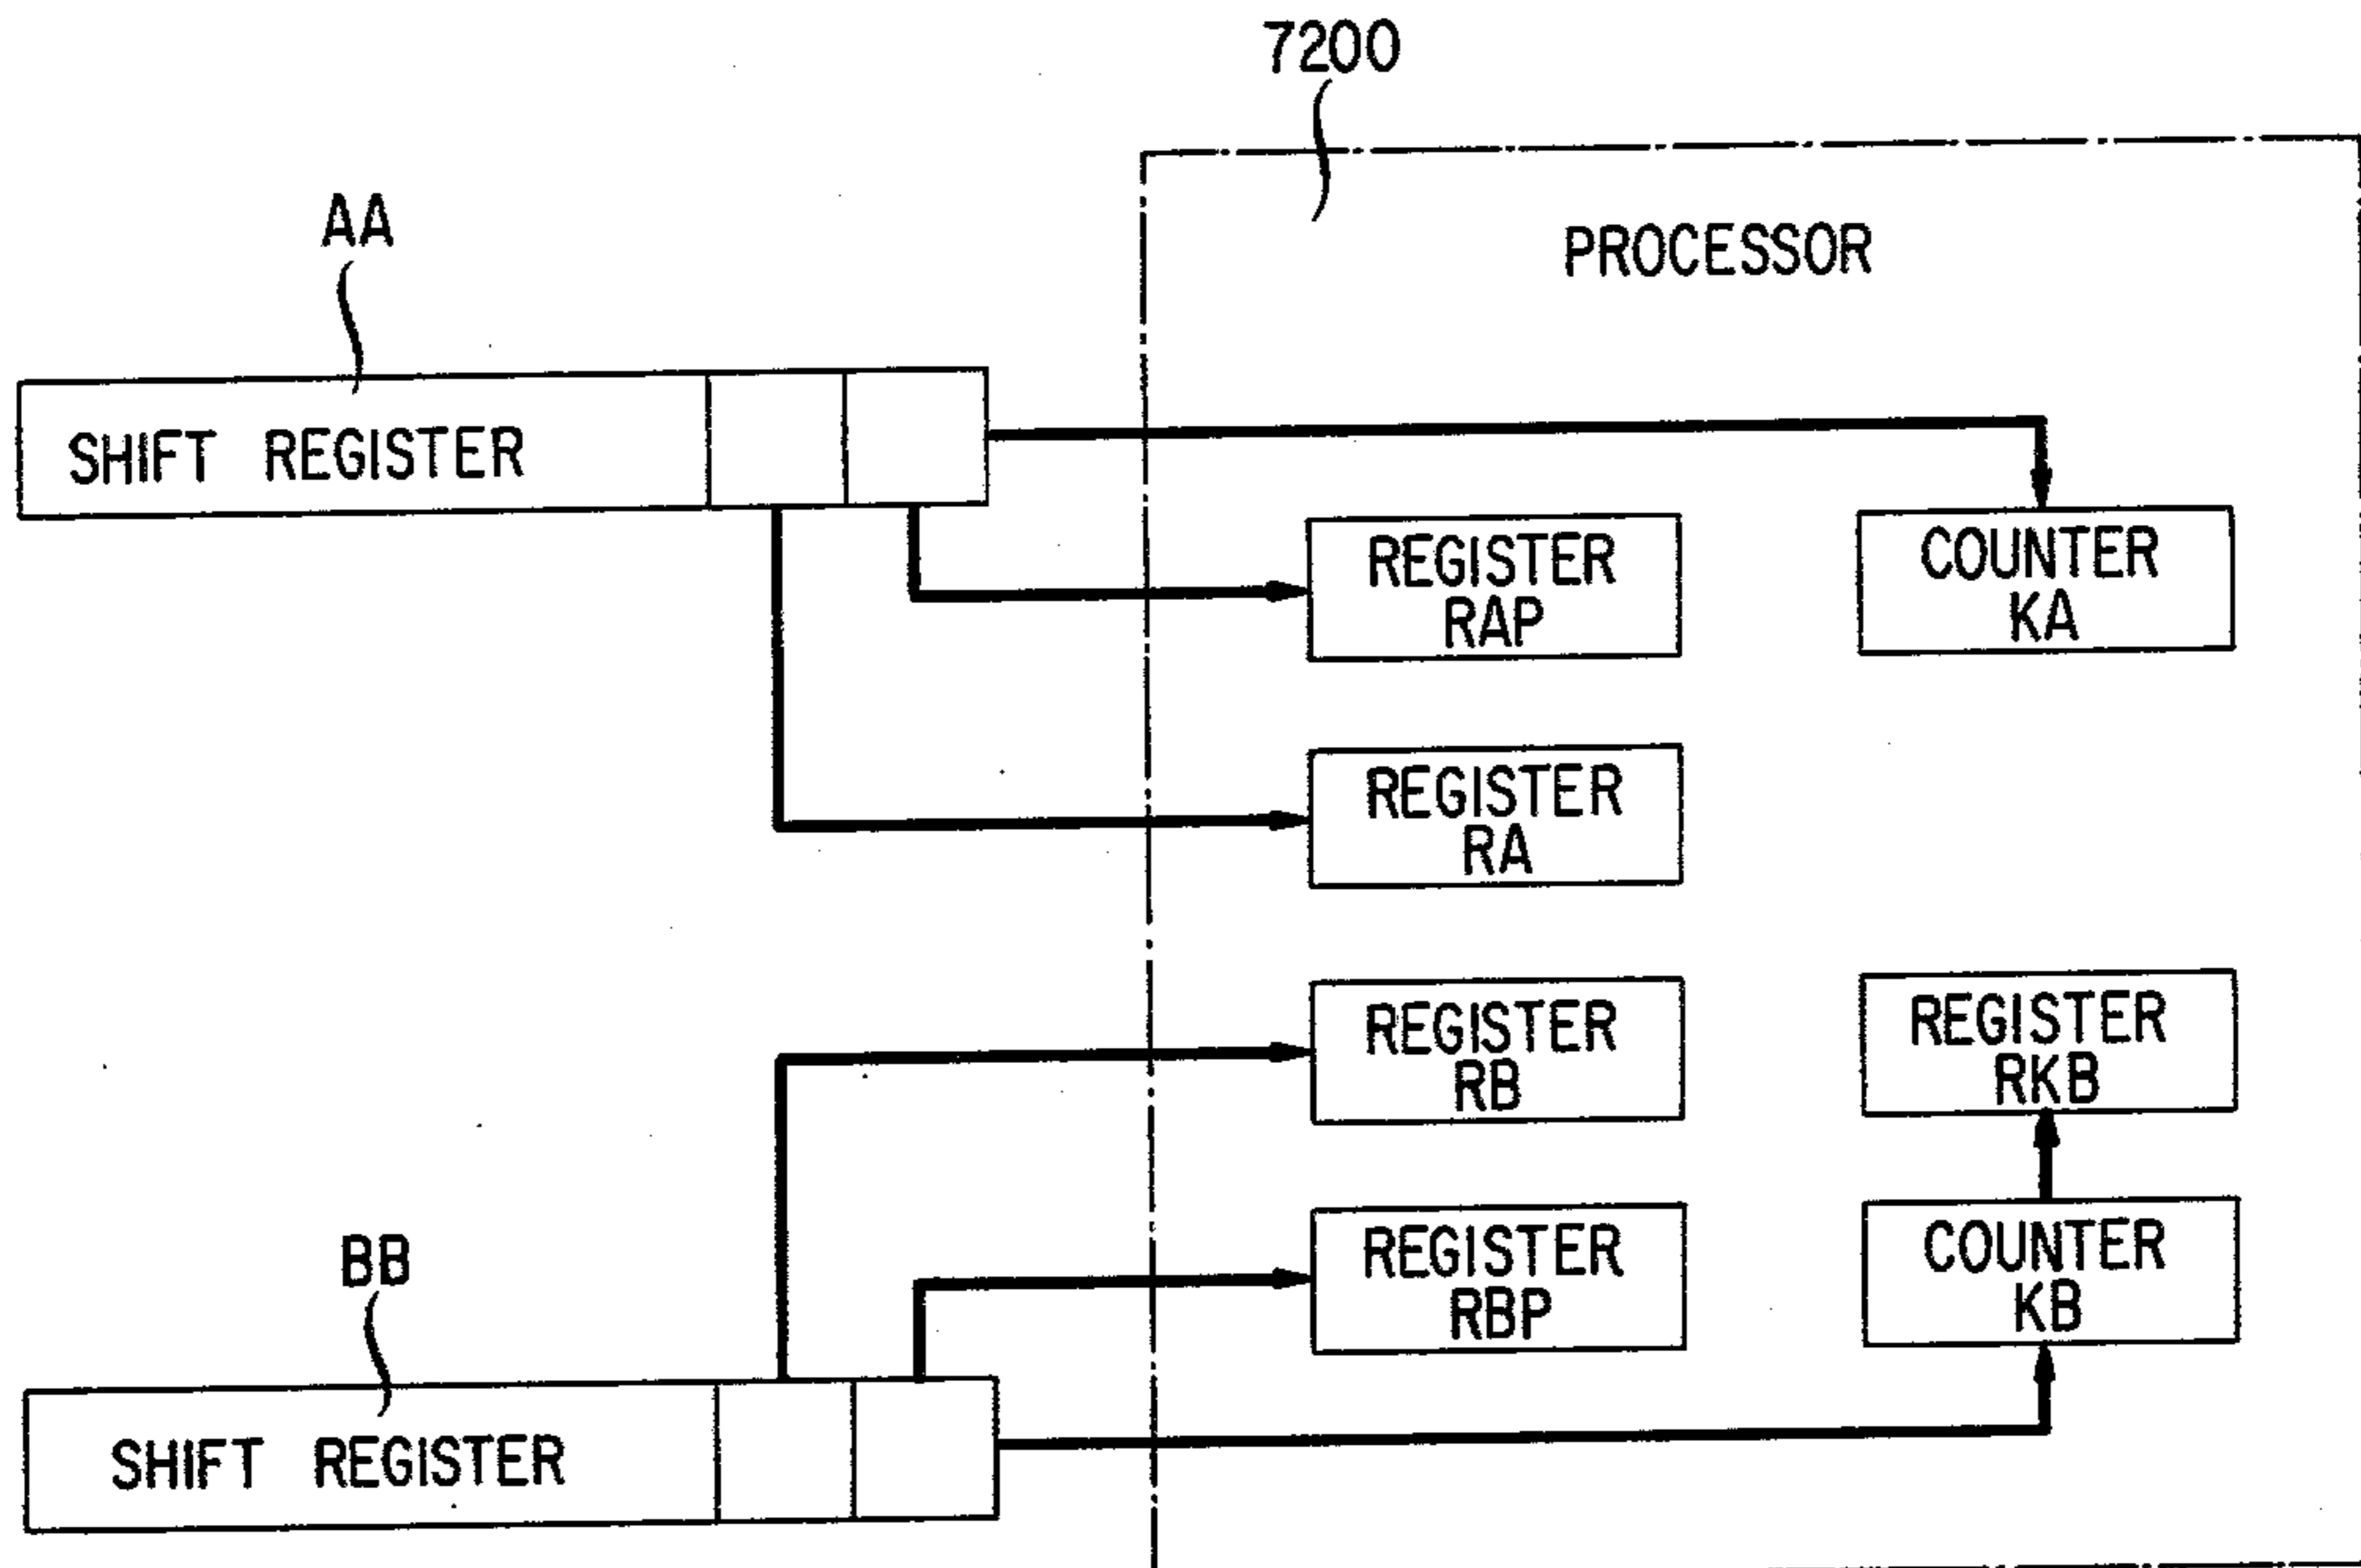 7200
PROCESSOR
AA
SHIFT REGISTER
REGISTER
RAP
COUNTER
KA
REGISTER
RA
REGISTER
RB
REGISTER
RKB
REGISTER
RBP
COUNTER
KB
BB
SHIFT REGISTER